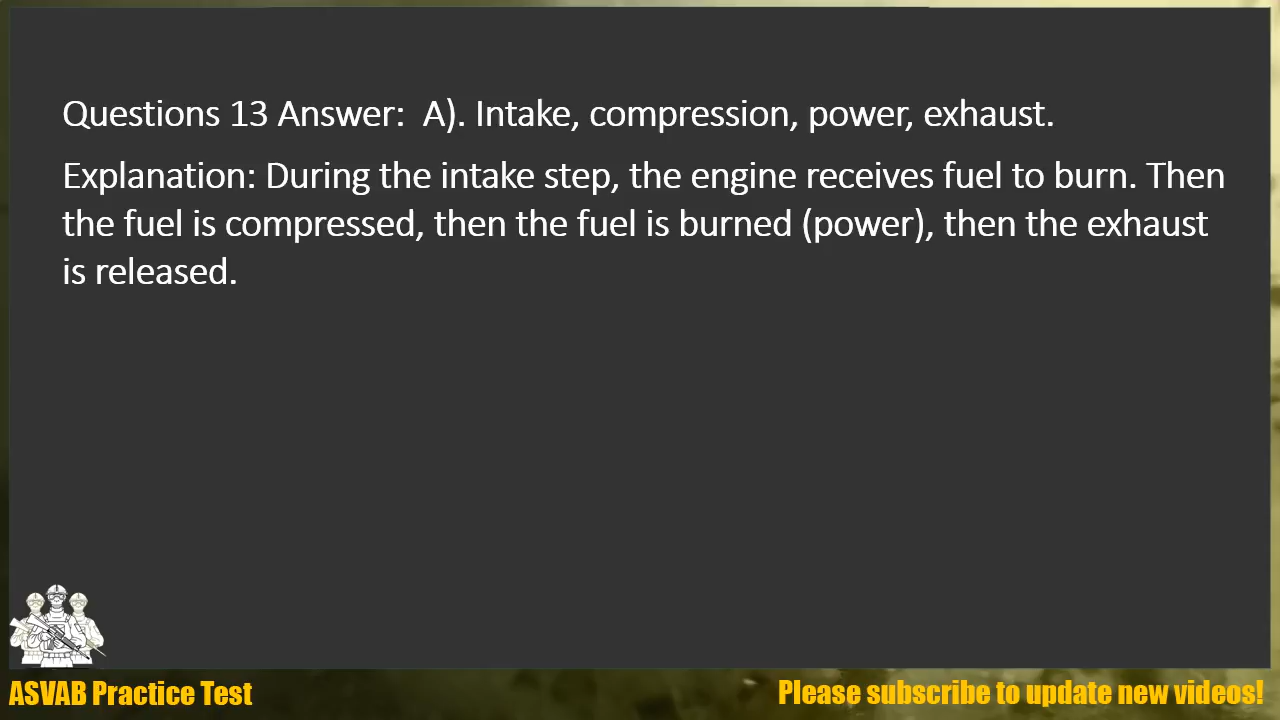 Questions 13 Answer:  A). Intake, compression, power, exhaust.
Explanation: During the intake step, the engine receives fuel to burn. Then
the fuel is compressed, then the fuel is burned (power), then the exhaust
is released.
ASVAB Practice Test
Please subscribe to update new videos!